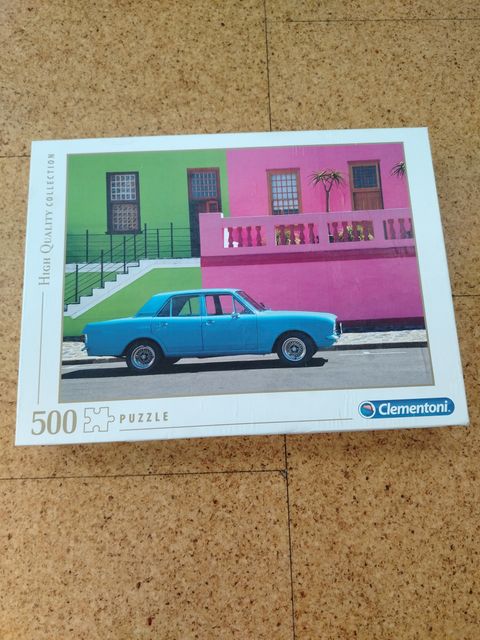 High Quality Collection
500 PUZZLE
Clementoni